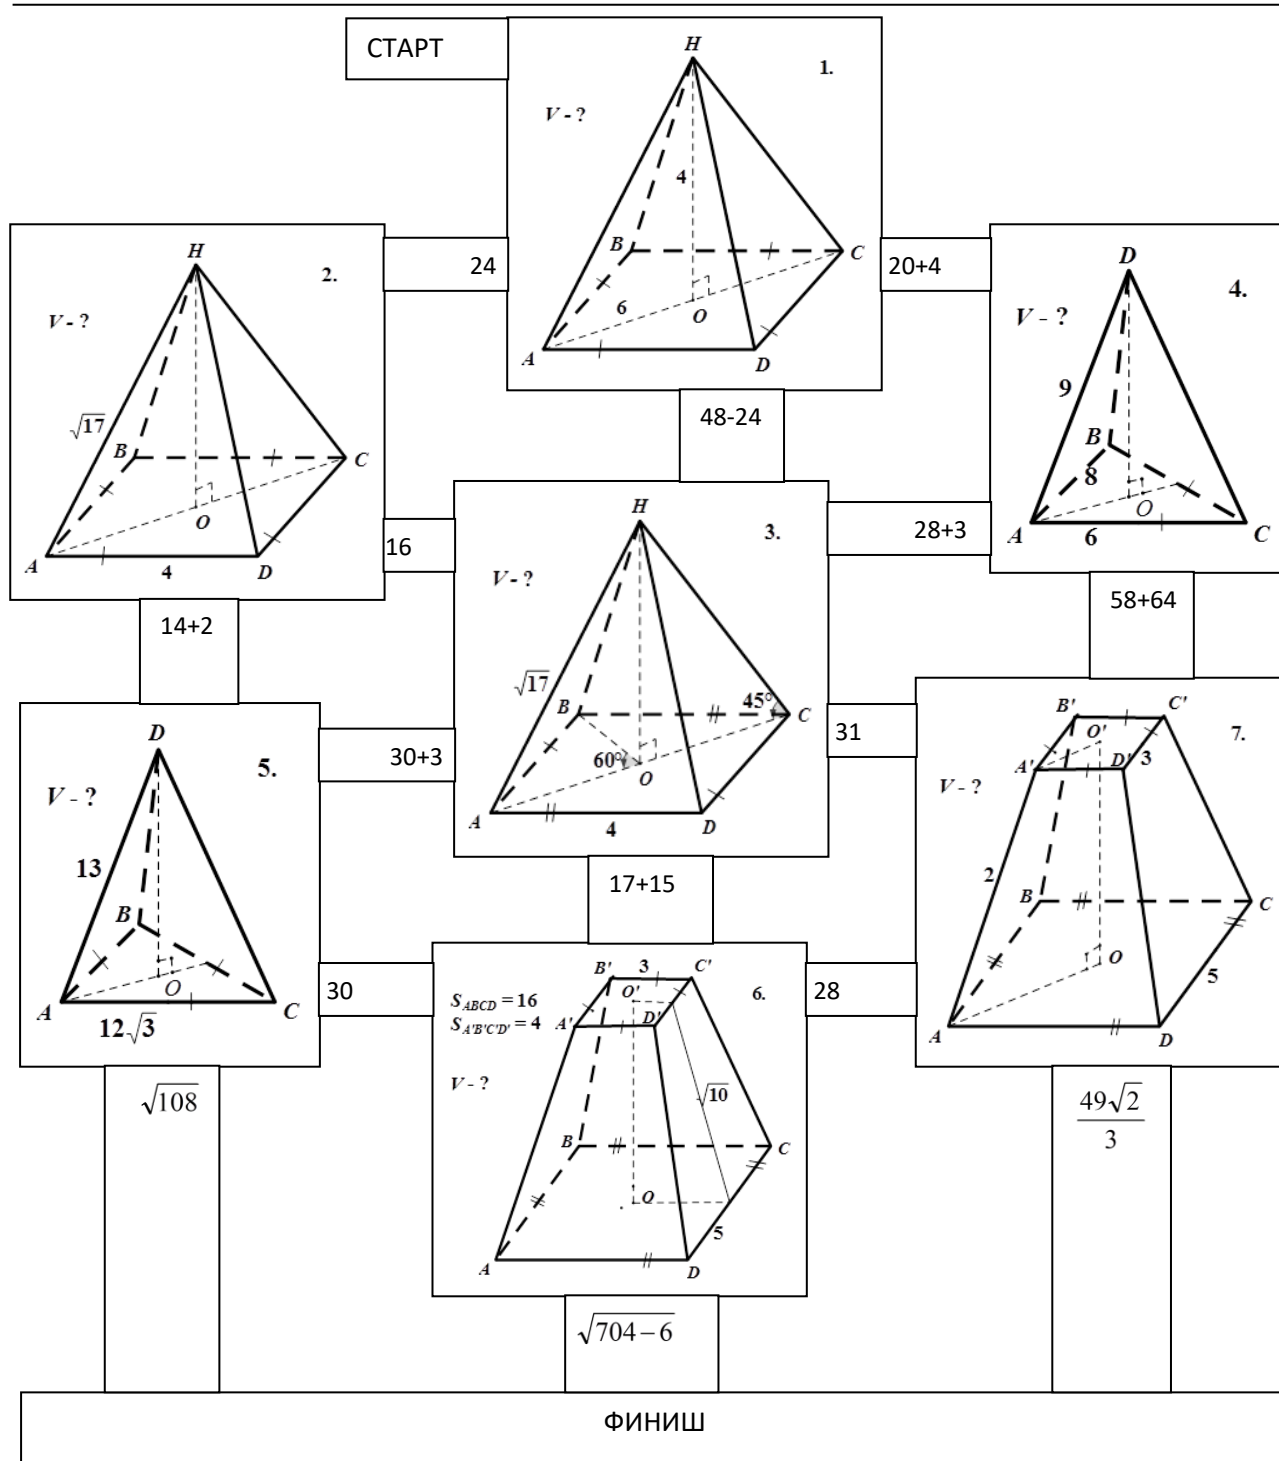 СТАРТ
H
1.
V - ?
4
B
C
6
O
A
D
24
20+4
48-24
H
2.
V - ?
√17
B
C
O
A
4
D
16
14+2
D
4.
V - ?
9
B
8
O
A
6
C
28+3
58+64
H
3.
V - ?
√17
B
45°
C
60°
O
A
4
D
30+3
31
17+15
D
5.
V - ?
13
B
O
A
12√3
C
30
√108
B' 3 C'
S_ABCD = 16
O'
6.
S_A'B'C'D' = 4
A'
D'
V - ?
√10
B
C
O
5
A
D
28
√704 − 6
B'
C'
O'
7.
A'
D'
3
V - ?
2
B
C
O
5
A
D
49√2
3
ФИНИШ